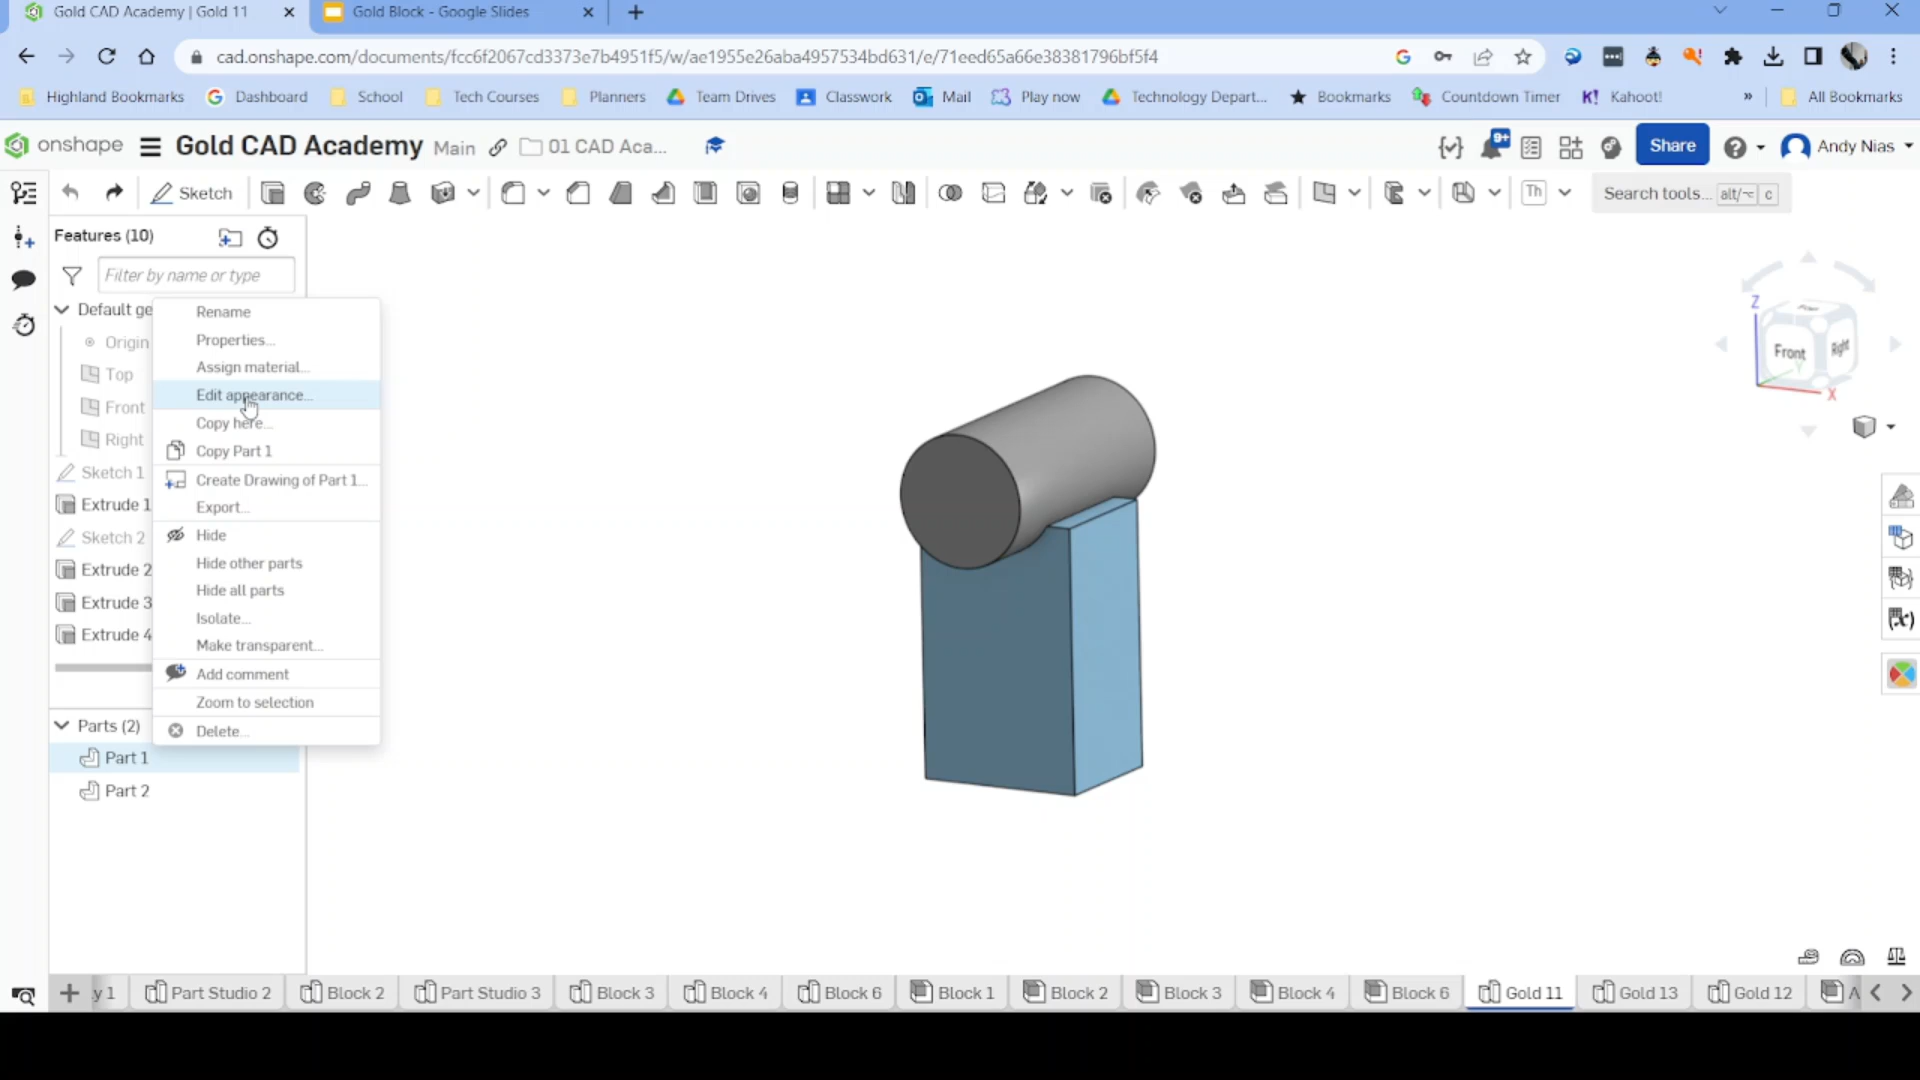 Gold CAD Academy | Gold 11
Gold Block - Google Slides
cad.onshape.com/documents/fcc6f2067cd3373e7b4951f5/w/ae1955e26aba4957534bd631/e/71eed65a66e38381796bf5f4
Highland Bookmarks Dashboard School Tech Courses Planners Team Drives Classwork Mail Play now Technology Depart... Bookmarks Countdown Timer K! Kahoot! » All Bookmarks
onshape Gold CAD Academy Main 01 CAD Aca... 9+ Share Andy Nias
Sketch Th Search tools... alt/⌥ c
Features (10)
Filter by name or type
Default ge
Origin
Top
Front
Right
Sketch 1
Extrude 1
Sketch 2
Extrude 2
Extrude 3
Extrude 4
Rename
Properties...
Assign material...
Edit appearance...
Copy here...
Copy Part 1
Create Drawing of Part 1...
Export...
Hide
Hide other parts
Hide all parts
Isolate...
Make transparent...
Add comment
Zoom to selection
Delete...
Parts (2)
Part 1
Part 2
Z
Front Right
X
y 1 Part Studio 2 Block 2 Part Studio 3 Block 3 Block 4 Block 6 Block 1 Block 2 Block 3 Block 4 Block 6 Gold 11 Gold 13 Gold 12 A